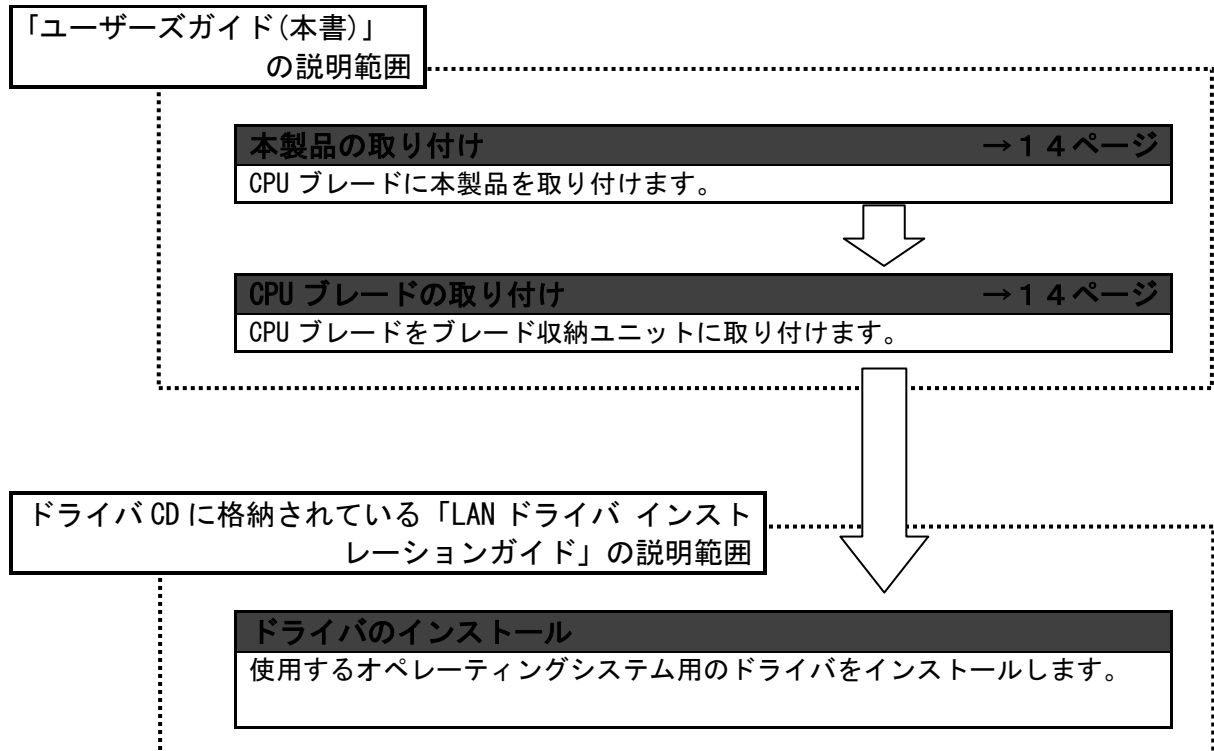 「ユーザーズガイド(本書)」
の説明範囲
本製品の取り付け →１４ページ
CPU ブレードに本製品を取り付けます。
CPU ブレードの取り付け →１４ページ
CPU ブレードをブレード収納ユニットに取り付けます。
ドライバ CD に格納されている「LAN ドライバ インスト
レーションガイド」の説明範囲
ドライバのインストール
使用するオペレーティングシステム用のドライバをインストールします。